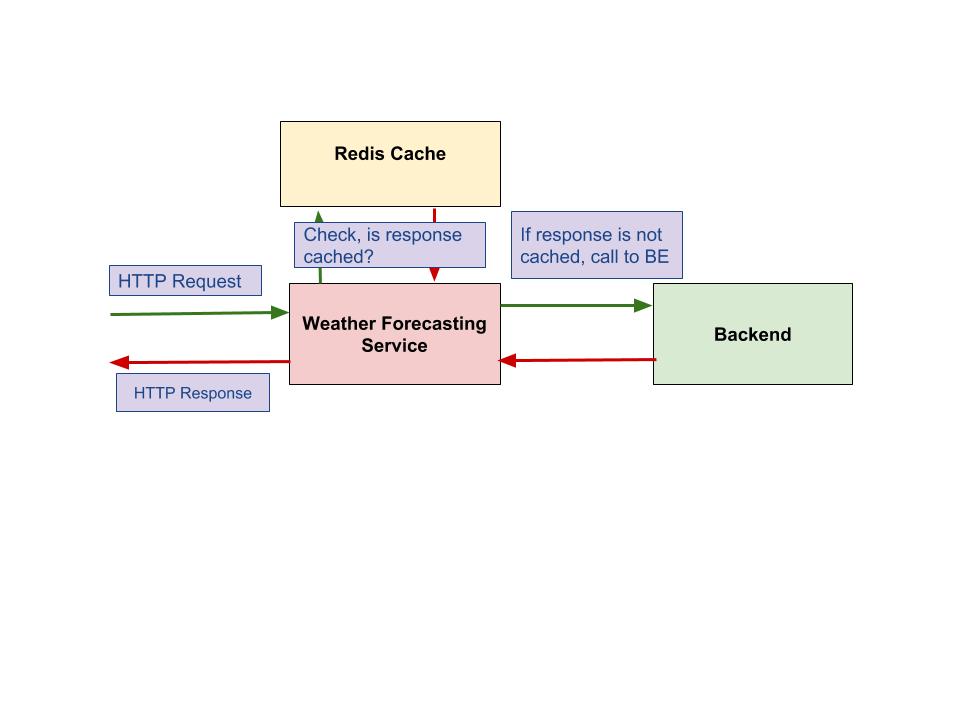 Redis Cache
Check, is response
cached?
If response is not
cached, call to BE
HTTP Request
Weather Forecasting
Service
Backend
HTTP Response